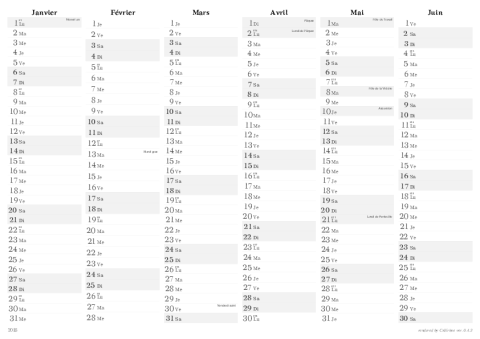 Janvier
1 Lu
2 Ma
3 Me
4 Je
5 Ve
6 Sa
7 Di
8 Lu
9 Ma
10 Me
11 Je
12 Ve
13 Sa
14 Di
15 Lu
16 Ma
17 Me
18 Je
19 Ve
20 Sa
21 Di
22 Lu
23 Ma
24 Me
25 Je
26 Ve
27 Sa
28 Di
29 Lu
30 Ma
31 Me
Février
1 Je
2 Ve
3 Sa
4 Di
5 Lu
6 Ma
7 Me
8 Je
9 Ve
10 Sa
11 Di
12 Lu
13 Ma
14 Me
15 Je
16 Ve
17 Sa
18 Di
19 Lu
20 Ma
21 Me
22 Je
23 Ve
24 Sa
25 Di
26 Lu
27 Ma
28 Me
Mars
1 Je
2 Ve
3 Sa
4 Di
5 Lu
6 Ma
7 Me
8 Je
9 Ve
10 Sa
11 Di
12 Lu
13 Ma
14 Me
15 Je
16 Ve
17 Sa
18 Di
19 Lu
20 Ma
21 Me
22 Je
23 Ve
24 Sa
25 Di
26 Lu
27 Ma
28 Me
29 Je
30 Ve
31 Sa
Avril
1 Di Pâques
2 Lu Lundi de Pâques
3 Ma
4 Me
5 Je
6 Ve
7 Sa
8 Di
9 Lu
10 Ma
11 Me
12 Je
13 Ve
14 Sa
15 Di
16 Lu
17 Ma
18 Me
19 Je
20 Ve
21 Sa
22 Di
23 Lu
24 Ma
25 Me
26 Je
27 Ve
28 Sa
29 Di
30 Lu
Mai
1 Ma Fête du Travail
2 Me
3 Je
4 Ve
5 Sa
6 Di
7 Lu
8 Ma
9 Me
10 Je Ascension
11 Ve
12 Sa
13 Di
14 Lu
15 Ma
16 Me
17 Je
18 Ve
19 Sa
20 Di
21 Lu Lundi de Pentecôte
22 Ma
23 Me
24 Je
25 Ve
26 Sa
27 Di
28 Lu
29 Ma
30 Me
31 Je
Juin
1 Ve
2 Sa
3 Di
4 Lu
5 Ma
6 Me
7 Je
8 Ve
9 Sa
10 Di
11 Lu
12 Ma
13 Me
14 Je
15 Ve
16 Sa
17 Di
18 Lu
19 Ma
20 Me
21 Je
22 Ve
23 Sa
24 Di
25 Lu
26 Ma
27 Me
28 Je
29 Ve
30 Sa
2018